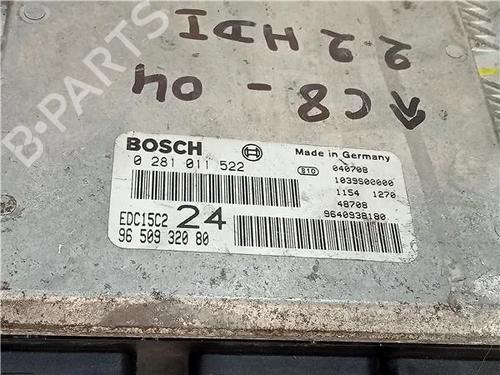 2.2 HDI
C8 - 04
B-PARTS
BOSCH
Made in Germany
0 281 011 522
S10
040708
1039S00000
1154 1270
48708
9640938180
EDC15C2 24
96 509 320 80